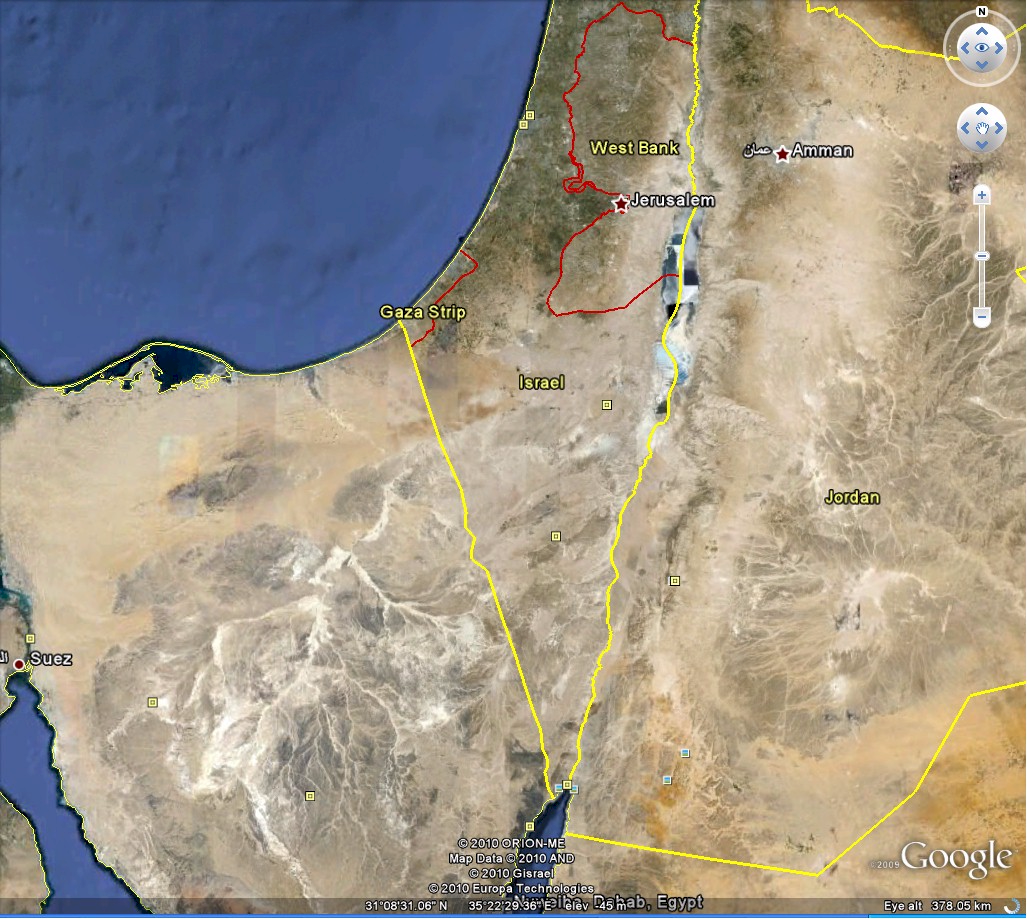 N
West Bank
عمان Amman
Jerusalem
Gaza Strip
Israel
Jordan
Suez
© 2010 ORION-ME
Map Data © 2010 AND
© 2010 Gisrael
© 2010 Europa Technologies
© 2009 Google
Dahab, Egypt
31°08'31.06" N 35°22'29.36" E elev -45 m
Eye alt 378.05 km